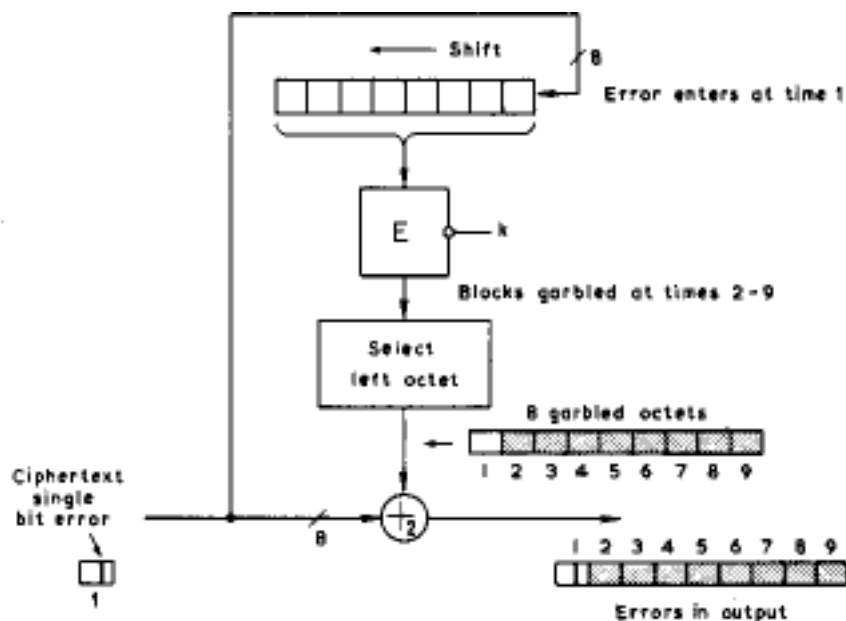 Shift
8
Error enters at time 1
E
k
Blocks garbled at times 2-9
Select
left octet
8 garbled octets
1 2 3 4 5 6 7 8 9
Ciphertext
single
bit error
8
+2
1
1 2 3 4 5 6 7 8 9
Errors in output